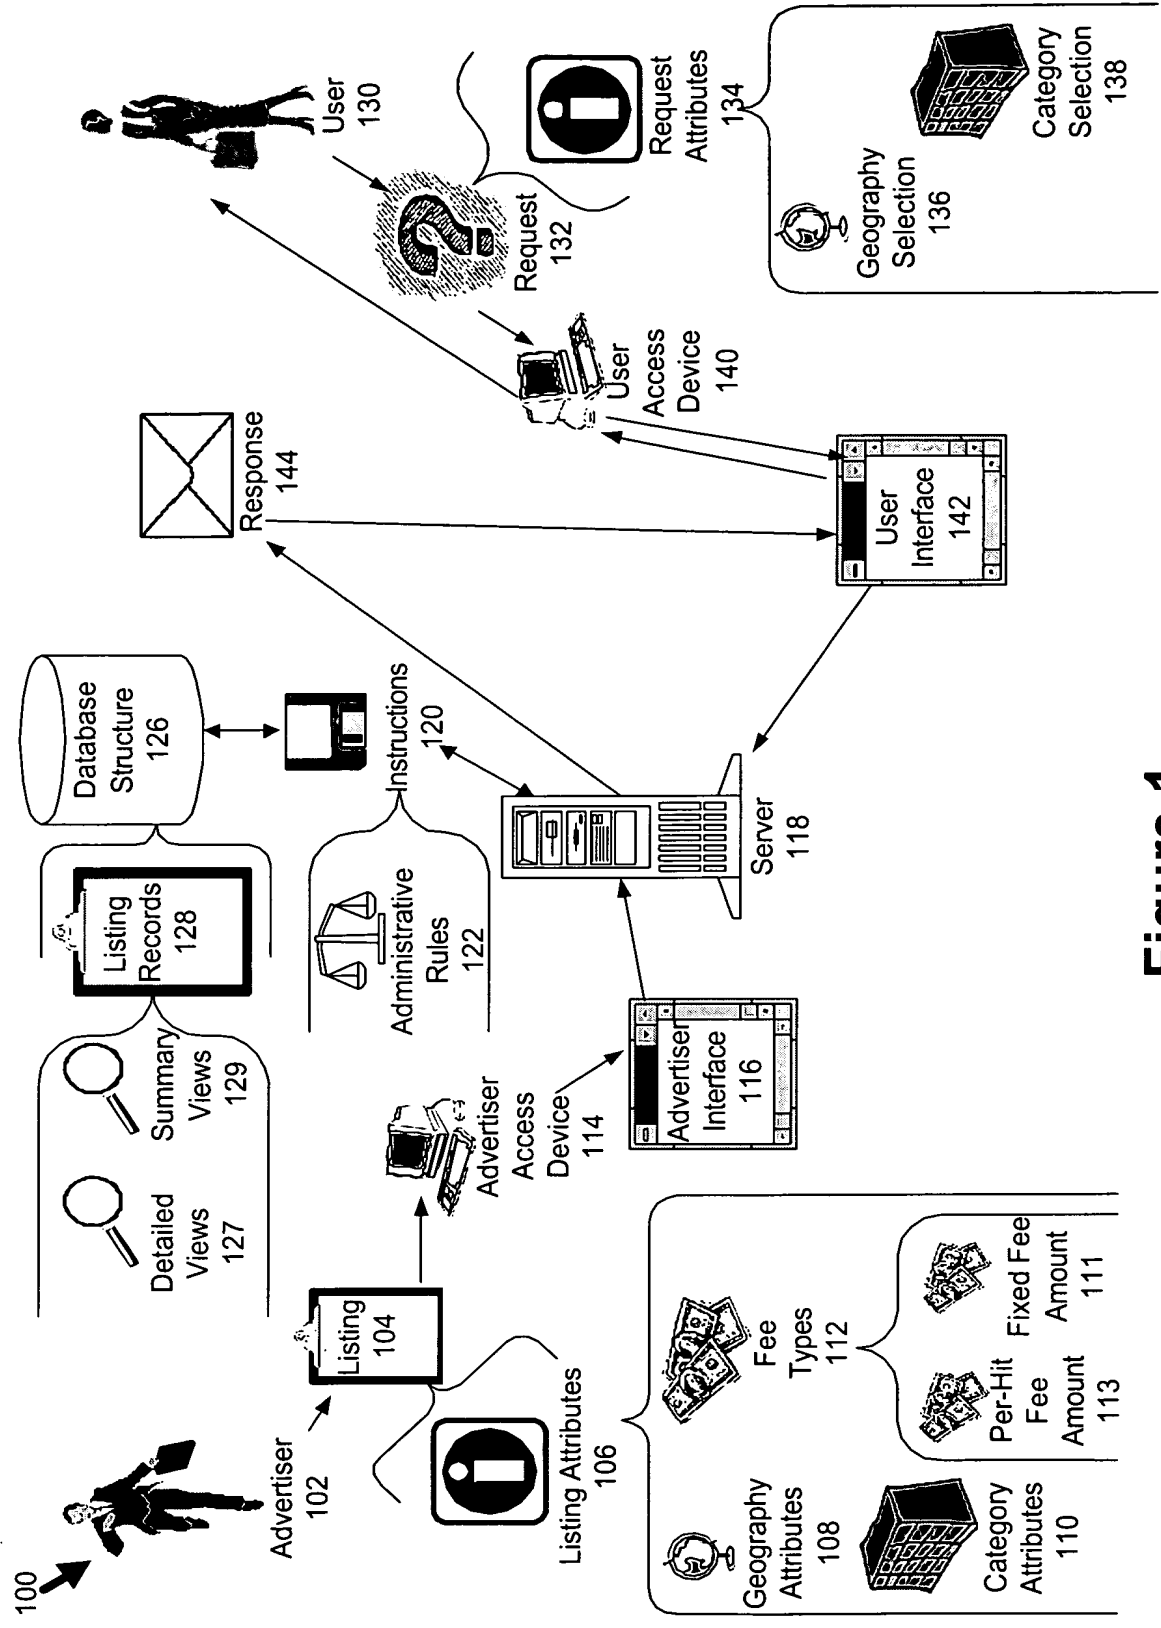 100
Advertiser
102
Listing
104
Listing Attributes
106
Geography
Attributes
108
Category
Attributes
110
Fee
Types
112
Per-Hit
Fee
Amount
113
Fixed Fee
Amount
111
Detailed
Views
127
Summary
Views
129
Listing
Records
128
Database
Structure
126
Administrative
Rules
122
Instructions
120
Advertiser
Access
Device
114
Advertiser
Interface
116
Server
118
Response
144
User
Interface
142
User
Access
Device
140
Request
132
User
130
Request
Attributes
134
Geography
Selection
136
Category
Selection
138
Figure 1